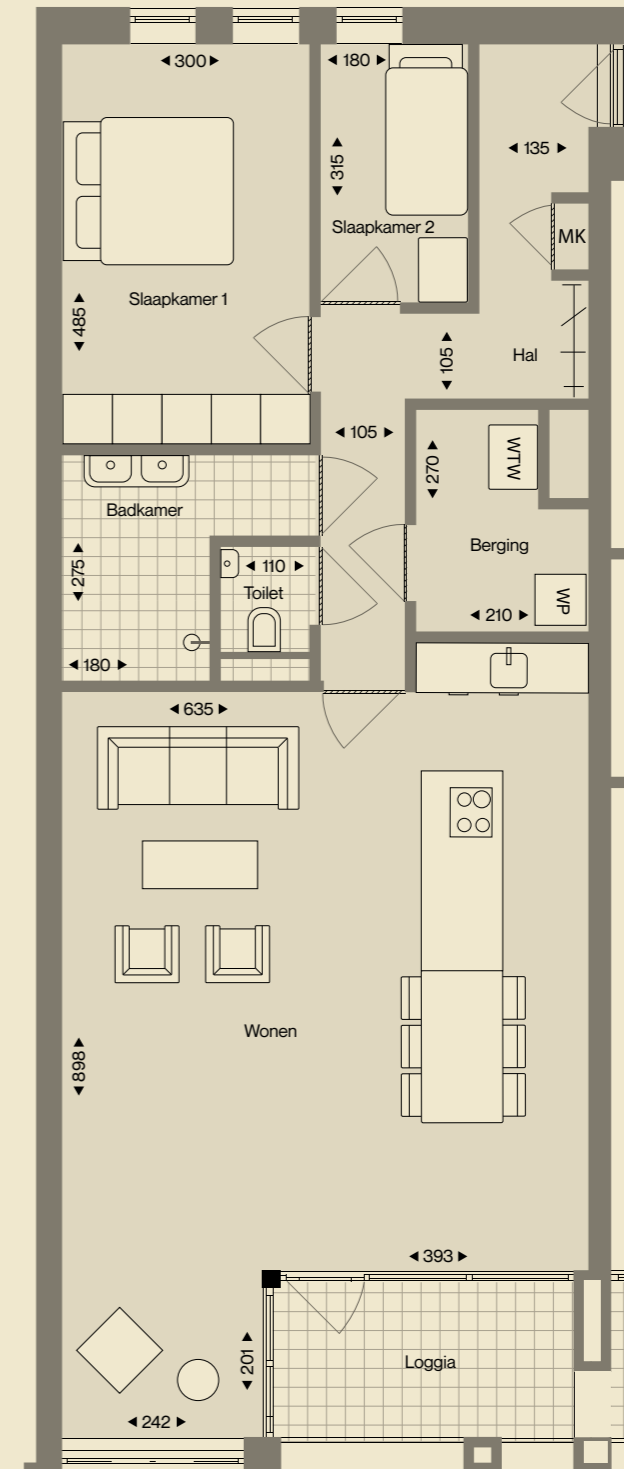 300
180
135
315
Slaapkamer 2
MK
Slaapkamer 1
485
105
Hal
105
270
WTW
Badkamer
Berging
275
110
Toilet
WP
210
180
635
Wonen
898
393
201
Loggia
242